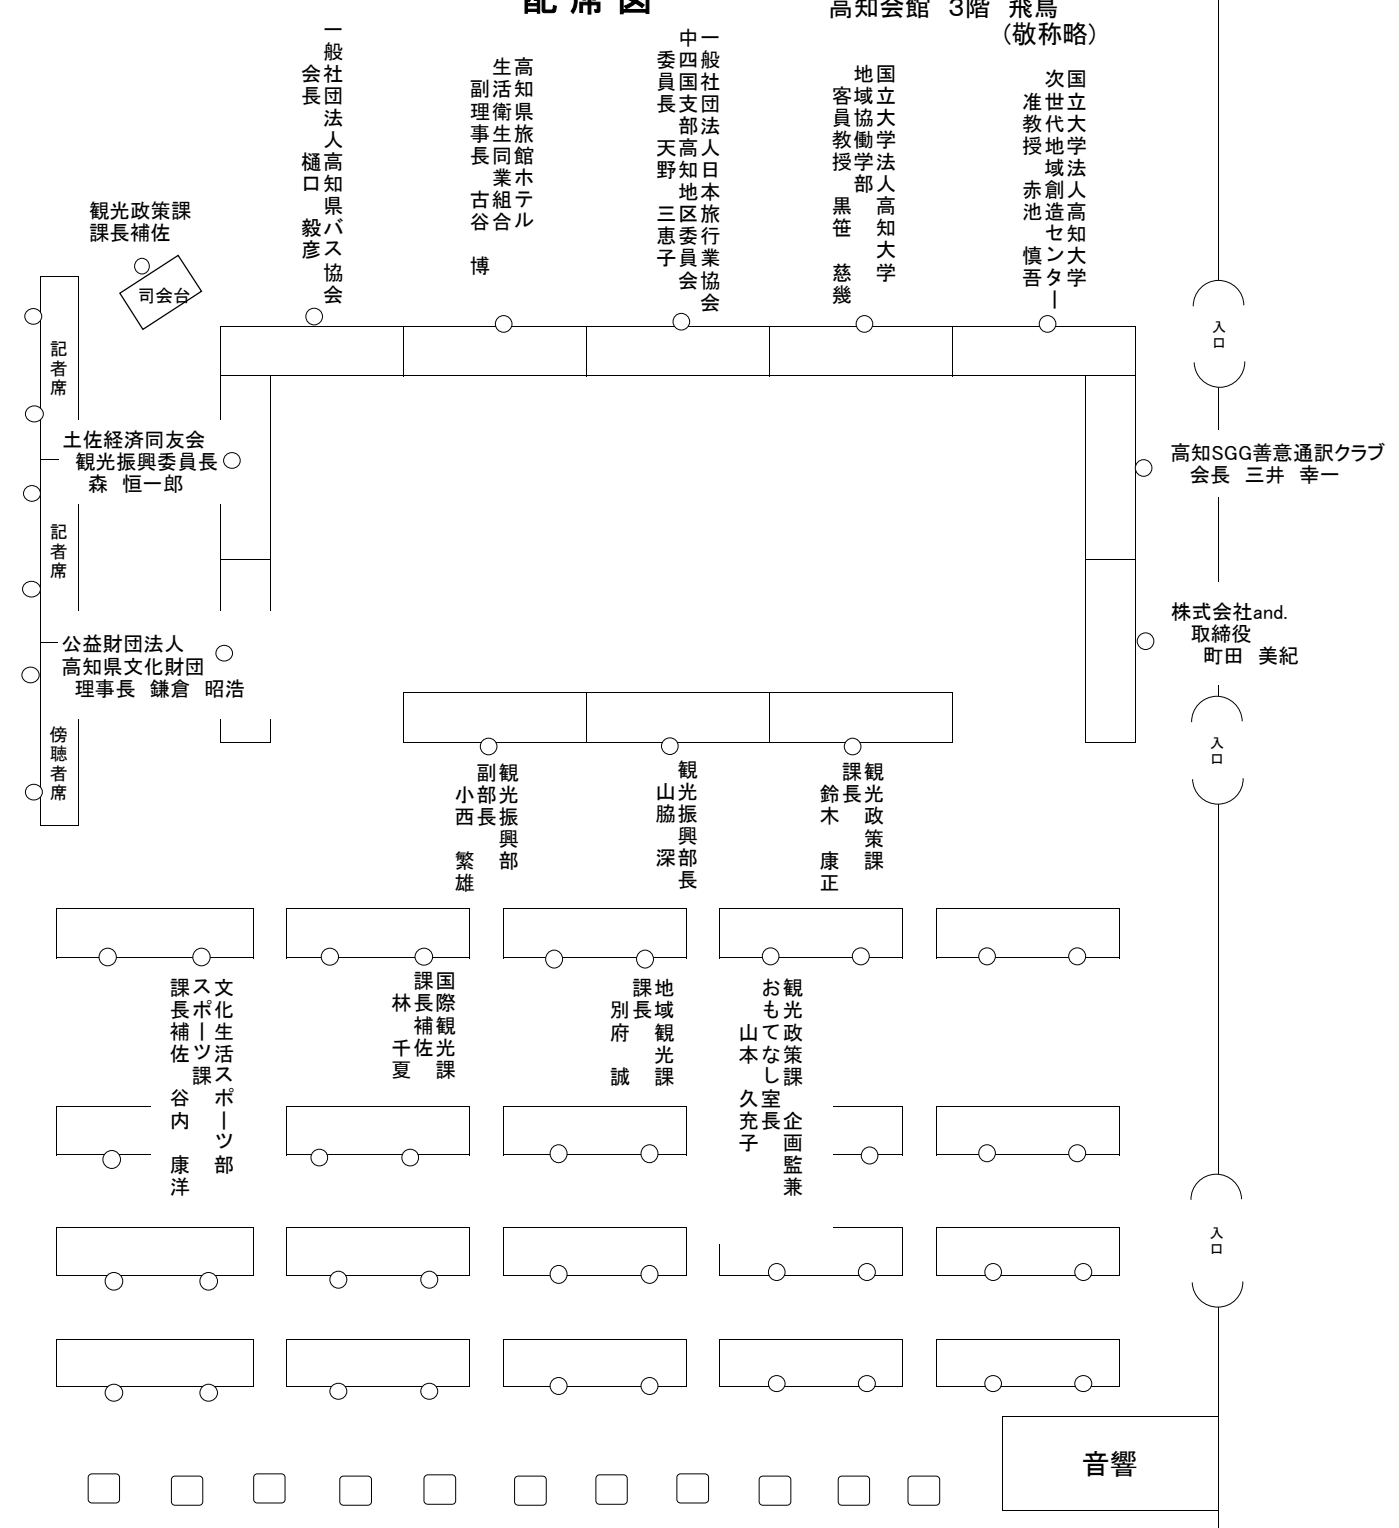 配席図
高知会館 3階 飛鳥
(敬称略)
一般社団法人高知県バス協会
会長 樋口 毅彦
高知県旅館ホテル
生活衛生同業組合
副理事長 古谷 博
一般社団法人日本旅行業協会
中四国支部高知地区委員会
委員長 天野 三恵子
国立大学法人高知大学
地域協働学部
客員教授 黒笹 慈幾
国立大学法人高知大学
次世代地域創造センター
准教授 赤池 慎吾
観光政策課
課長補佐
司会台
記者席
記者席
傍聴者席
土佐経済同友会
観光振興委員長
森 恒一郎
公益財団法人
高知県文化財団
理事長 鎌倉 昭浩
入口
高知SGG善意通訳クラブ
会長 三井 幸一
株式会社and.
取締役
町田 美紀
入口
観光振興部
副部長
小西 繁雄
観光振興部長
山脇 深
観光政策課
課長
鈴木 康正
文化生活スポーツ部
スポーツ課
課長補佐 谷内 康洋
国際観光課
課長補佐
林 千夏
地域観光課
課長
別府 誠
観光政策課 企画監兼
おもてなし室長
山本 久充子
入口
音響